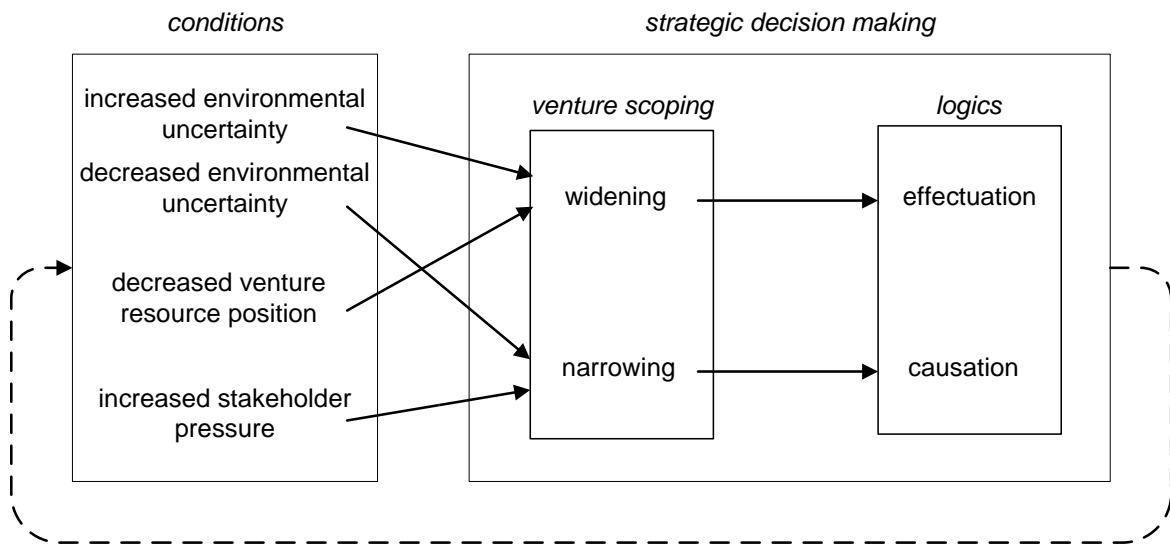 conditions
strategic decision making
increased environmental
uncertainty
decreased environmental
uncertainty
decreased venture
resource position
increased stakeholder
pressure
venture scoping
widening
narrowing
logics
effectuation
causation